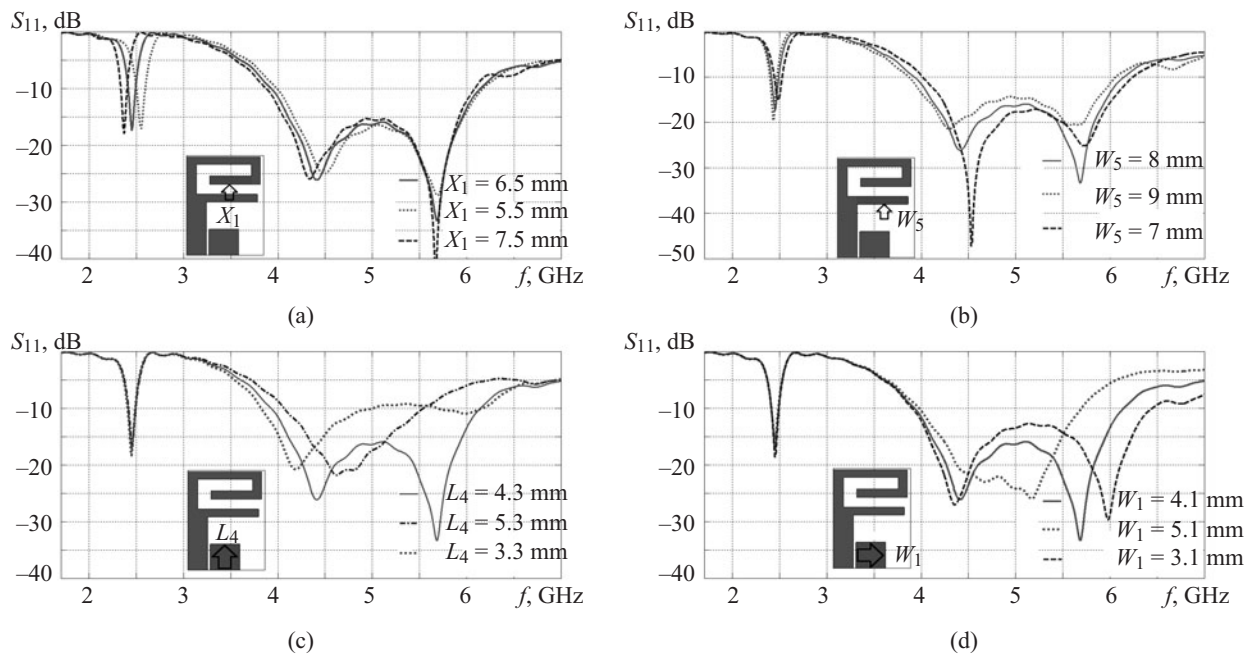 S₁₁, dB
–10
–20
–30
–40
X₁
X₁ = 6.5 mm
X₁ = 5.5 mm
X₁ = 7.5 mm
2 3 4 5 6 f, GHz
(a)
S₁₁, dB
–10
–20
–30
–40
–50
W₅
W₅ = 8 mm
W₅ = 9 mm
W₅ = 7 mm
2 3 4 5 6 f, GHz
(b)
S₁₁, dB
–10
–20
–30
–40
L₄
L₄ = 4.3 mm
L₄ = 5.3 mm
L₄ = 3.3 mm
2 3 4 5 6 f, GHz
(c)
S₁₁, dB
–10
–20
–30
–40
W₁
W₁ = 4.1 mm
W₁ = 5.1 mm
W₁ = 3.1 mm
2 3 4 5 6 f, GHz
(d)